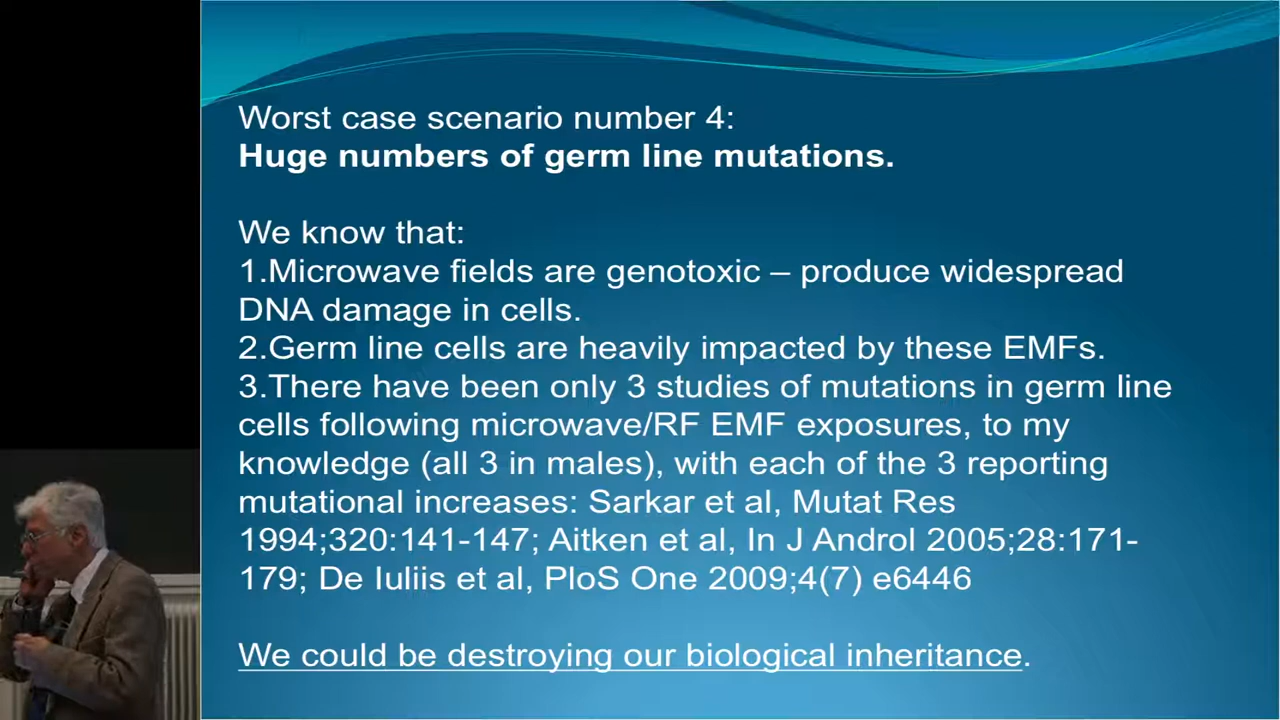 Worst case scenario number 4:
Huge numbers of germ line mutations.
We know that:
1.Microwave fields are genotoxic – produce widespread
DNA damage in cells.
2.Germ line cells are heavily impacted by these EMFs.
3.There have been only 3 studies of mutations in germ line
cells following microwave/RF EMF exposures, to my
knowledge (all 3 in males), with each of the 3 reporting
mutational increases: Sarkar et al, Mutat Res
1994;320:141-147; Aitken et al, In J Androl 2005;28:171-
179; De Iuliis et al, PloS One 2009;4(7) e6446
We could be destroying our biological inheritance.